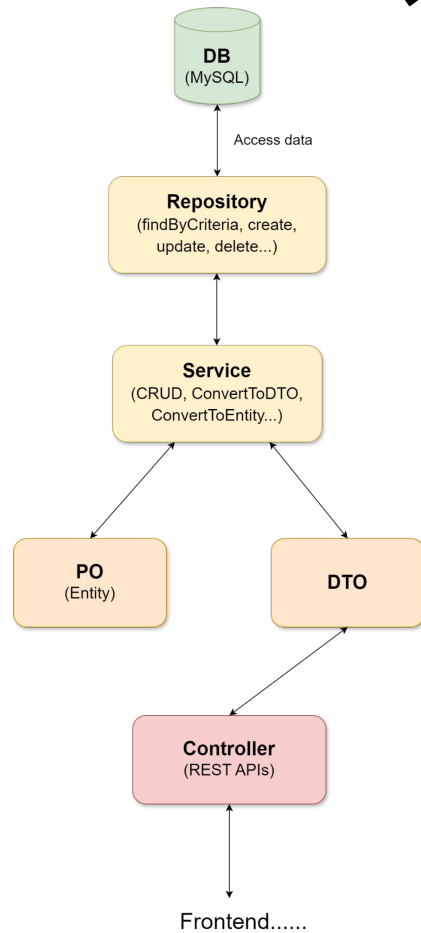 DB
(MySQL)
Access data
Repository
(findByCriteria, create,
update, delete...)
Service
(CRUD, ConvertToDTO,
ConvertToEntity...)
PO
(Entity)
DTO
Controller
(REST APIs)
Frontend......